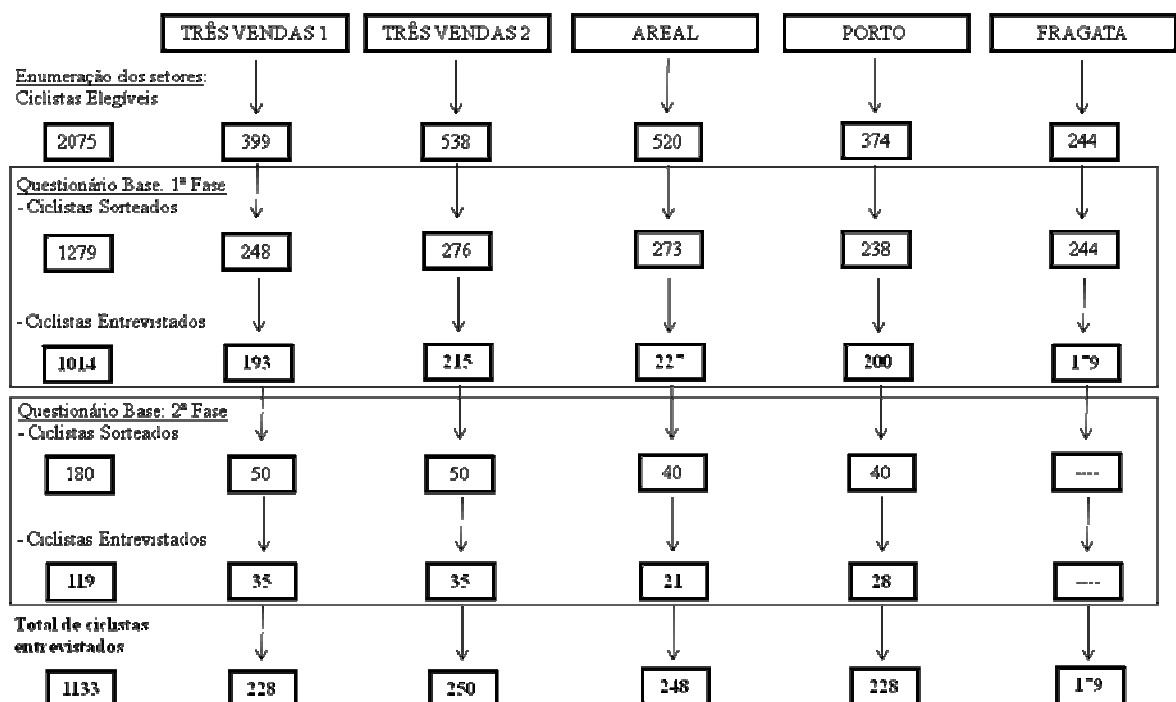 TRÊS VENDAS 1 TRÊS VENDAS 2 AREAL PORTO FRAGATA
Enumeração dos setores:
Ciclistas Elegíveis
2075 399 538 520 374 244
Questionário Base. 1ª Fase
- Ciclistas Sorteados
1279 248 276 273 238 244
- Ciclistas Entrevistados
1014 193 215 227 200 179
Questionário Base: 2ª Fase
- Ciclistas Sorteados
180 50 50 40 40 ----
- Ciclistas Entrevistados
119 35 35 21 28 ----
Total de ciclistas
entrevistados
1133 228 250 248 228 179